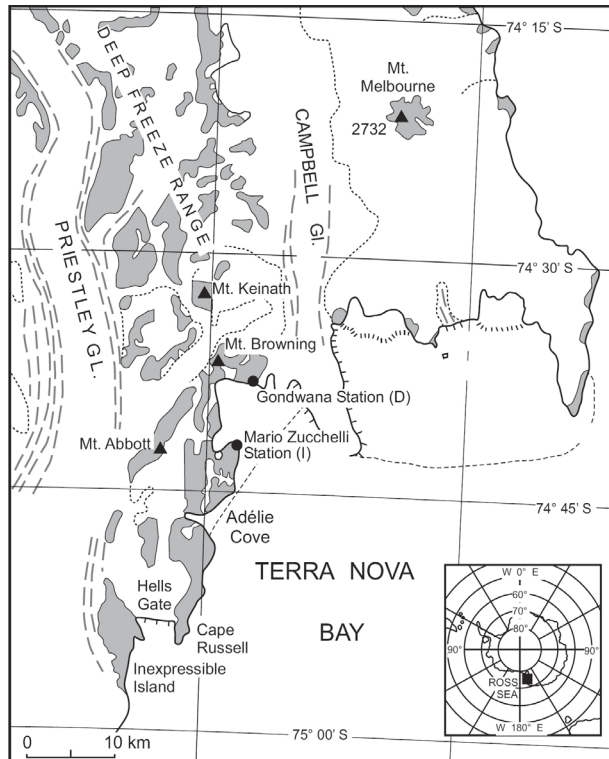 74° 15′ S
DEEP FREEZE RANGE
Mt.
Melbourne
2732
CAMPBELL Gl.
PRIESTLEY GL.
74° 30′ S
Mt. Keinath
Mt. Browning
Gondwana Station (D)
Mt. Abbott
Mario Zucchelli
Station (I)
74° 45′ S
Adélie
Cove
TERRA NOVA
BAY
Hells
Gate
Cape
Russell
Inexpressible
Island
75° 00′ S
0 10 km
W 0° E
60°
70°
80°
90°
90°
ROSS
SEA
W 180° E